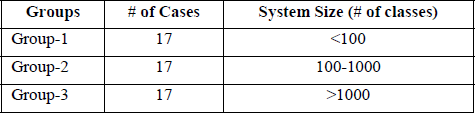 Groups # of Cases System Size (# of classes)
Group-1 17 <100
Group-2 17 100-1000
Group-3 17 >1000